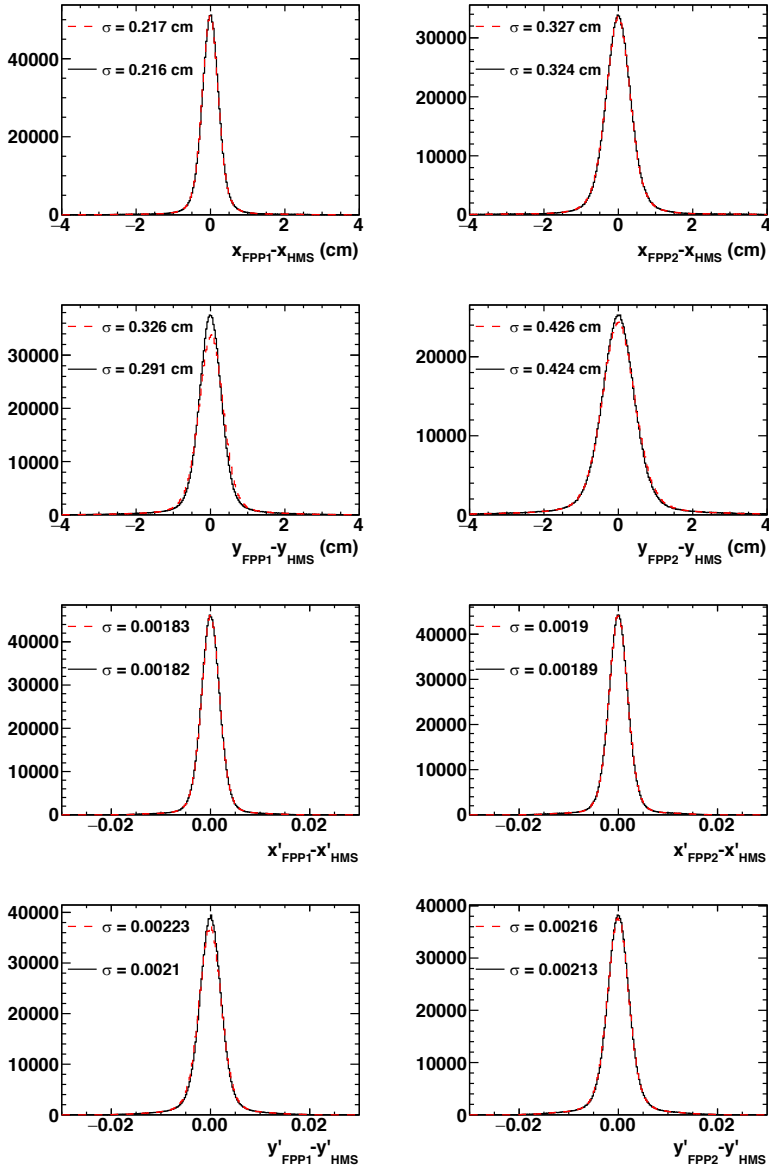 σ = 0.217 cm
σ = 0.216 cm
40000
20000
0
−4 −2 0 2 4
x_FPP1-x_HMS (cm)
σ = 0.327 cm
σ = 0.324 cm
30000
20000
10000
0
−4 −2 0 2 4
x_FPP2-x_HMS (cm)
σ = 0.326 cm
σ = 0.291 cm
30000
20000
10000
0
−4 −2 0 2 4
y_FPP1-y_HMS (cm)
σ = 0.426 cm
σ = 0.424 cm
20000
10000
0
−4 −2 0 2 4
y_FPP2-y_HMS (cm)
σ = 0.00183
σ = 0.00182
40000
30000
20000
10000
0
−0.02 0.00 0.02
x'_FPP1-x'_HMS
σ = 0.0019
σ = 0.00189
40000
30000
20000
10000
0
−0.02 0.00 0.02
x'_FPP2-x'_HMS
σ = 0.00223
σ = 0.0021
40000
30000
20000
10000
0
−0.02 0.00 0.02
y'_FPP1-y'_HMS
σ = 0.00216
σ = 0.00213
40000
30000
20000
10000
0
−0.02 0.00 0.02
y'_FPP2-y'_HMS